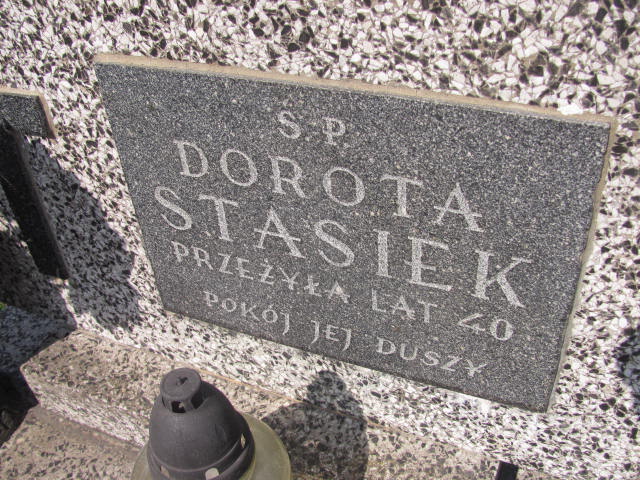 Ś.P.
DOROTA
STASIEK
PRZEŻYŁA LAT 40
POKÓJ JEJ DUSZY